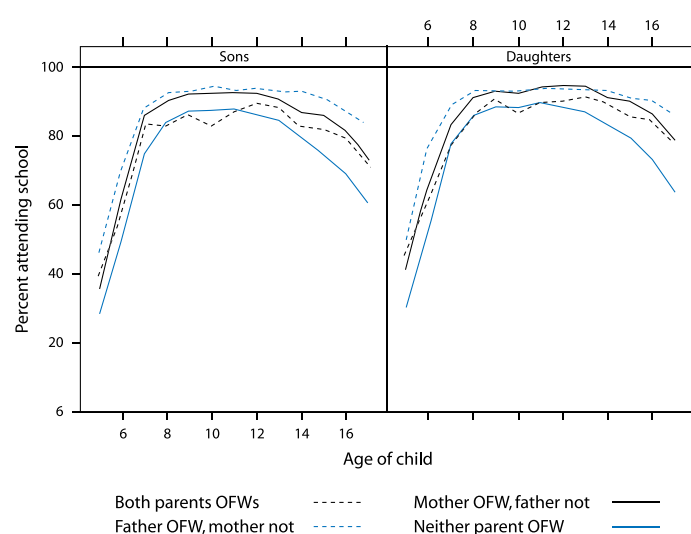 6 8 10 12 14 16
Sons Daughters
100
80
60
40
20
6
Percent attending school
6 8 10 12 14 16
Age of child
Both parents OFWs Mother OFW, father not
Father OFW, mother not Neither parent OFW